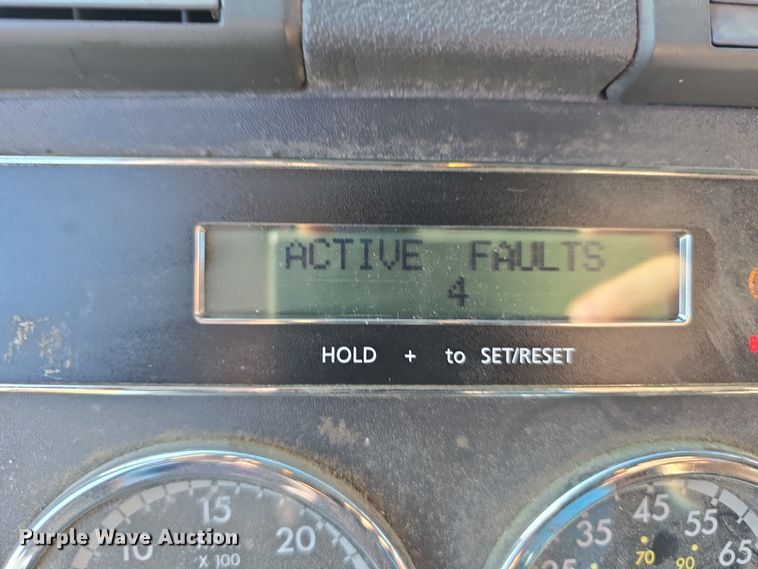 ACTIVE FAULTS
4
HOLD + to SET/RESET
15
10
20
X 100
45
35
55
65
70
90
Purple Wave Auction